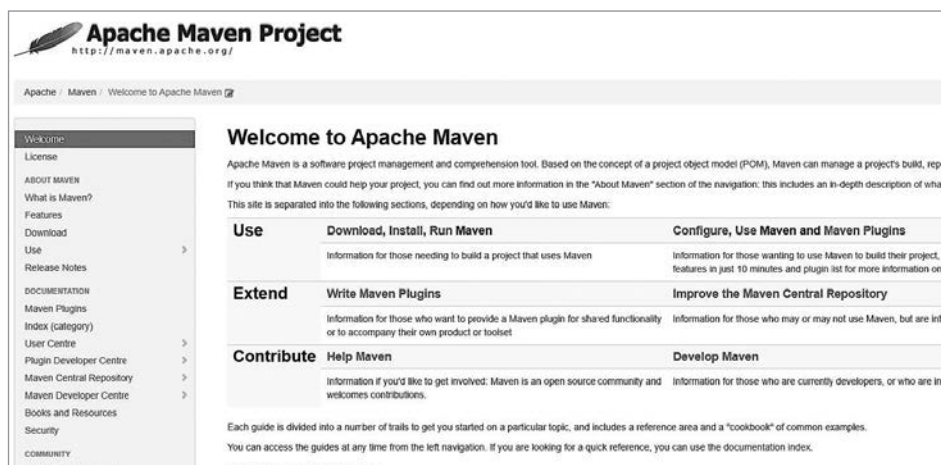 Apache Maven Project
http://maven.apache.org/
Apache / Maven / Welcome to Apache Maven
Welcome
License
ABOUT MAVEN
What is Maven?
Features
Download
Use
Release Notes
DOCUMENTATION
Maven Plugins
Index (category)
User Centre
Plugin Developer Centre
Maven Central Repository
Maven Developer Centre
Books and Resources
Security
COMMUNITY
Welcome to Apache Maven
Apache Maven is a software project management and comprehension tool. Based on the concept of a project object model (POM), Maven can manage a project's build, rep
If you think that Maven could help your project, you can find out more information in the "About Maven" section of the navigation: this includes an in-depth description of wha
This site is separated into the following sections, depending on how you'd like to use Maven:
Use
Download, Install, Run Maven
Configure, Use Maven and Maven Plugins
Information for those needing to build a project that uses Maven
Information for those wanting to use Maven to build their project,
features in just 10 minutes and plugin list for more information on
Extend
Write Maven Plugins
Improve the Maven Central Repository
Information for those who want to provide a Maven plugin for shared functionality
or to accompany their own product or toolset
Information for those who may or may not use Maven, but are int
Contribute
Help Maven
Develop Maven
Information if you'd like to get involved: Maven is an open source community and
welcomes contributions.
Information for those who are currently developers, or who are in
Each guide is divided into a number of trails to get you started on a particular topic, and includes a reference area and a "cookbook" of common examples.
You can access the guides at any time from the left navigation. If you are looking for a quick reference, you can use the documentation index.